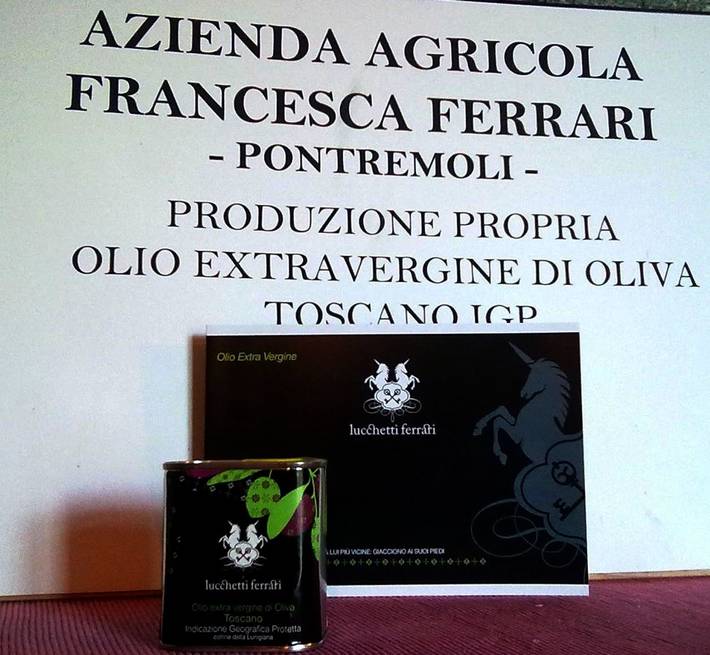 AZIENDA AGRICOLA
FRANCESCA FERRARI
- PONTREMOLI -
PRODUZIONE PROPRIA
OLIO EXTRAVERGINE DI OLIVA
TOSCANO IGP
Olio Extra Vergine
lucchetti ferrari
LUI PIÙ VICINE: GIACCIONO AI SUOI PIEDI
lucchetti ferrari
Olio extra vergine di Oliva
Toscano
Indicazione Geografica Protetta
colline della Lunigiana